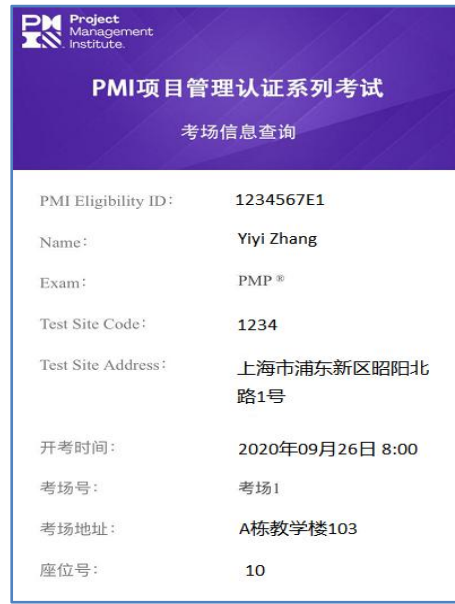 Project
Management
Institute.
PMI项目管理认证系列考试
考场信息查询
PMI Eligibility ID: 1234567E1
Name: Yiyi Zhang
Exam: PMP ®
Test Site Code: 1234
Test Site Address: 上海市浦东新区昭阳北
路1号
开考时间: 2020年09月26日 8:00
考场号: 考场1
考场地址: A栋教学楼103
座位号: 10